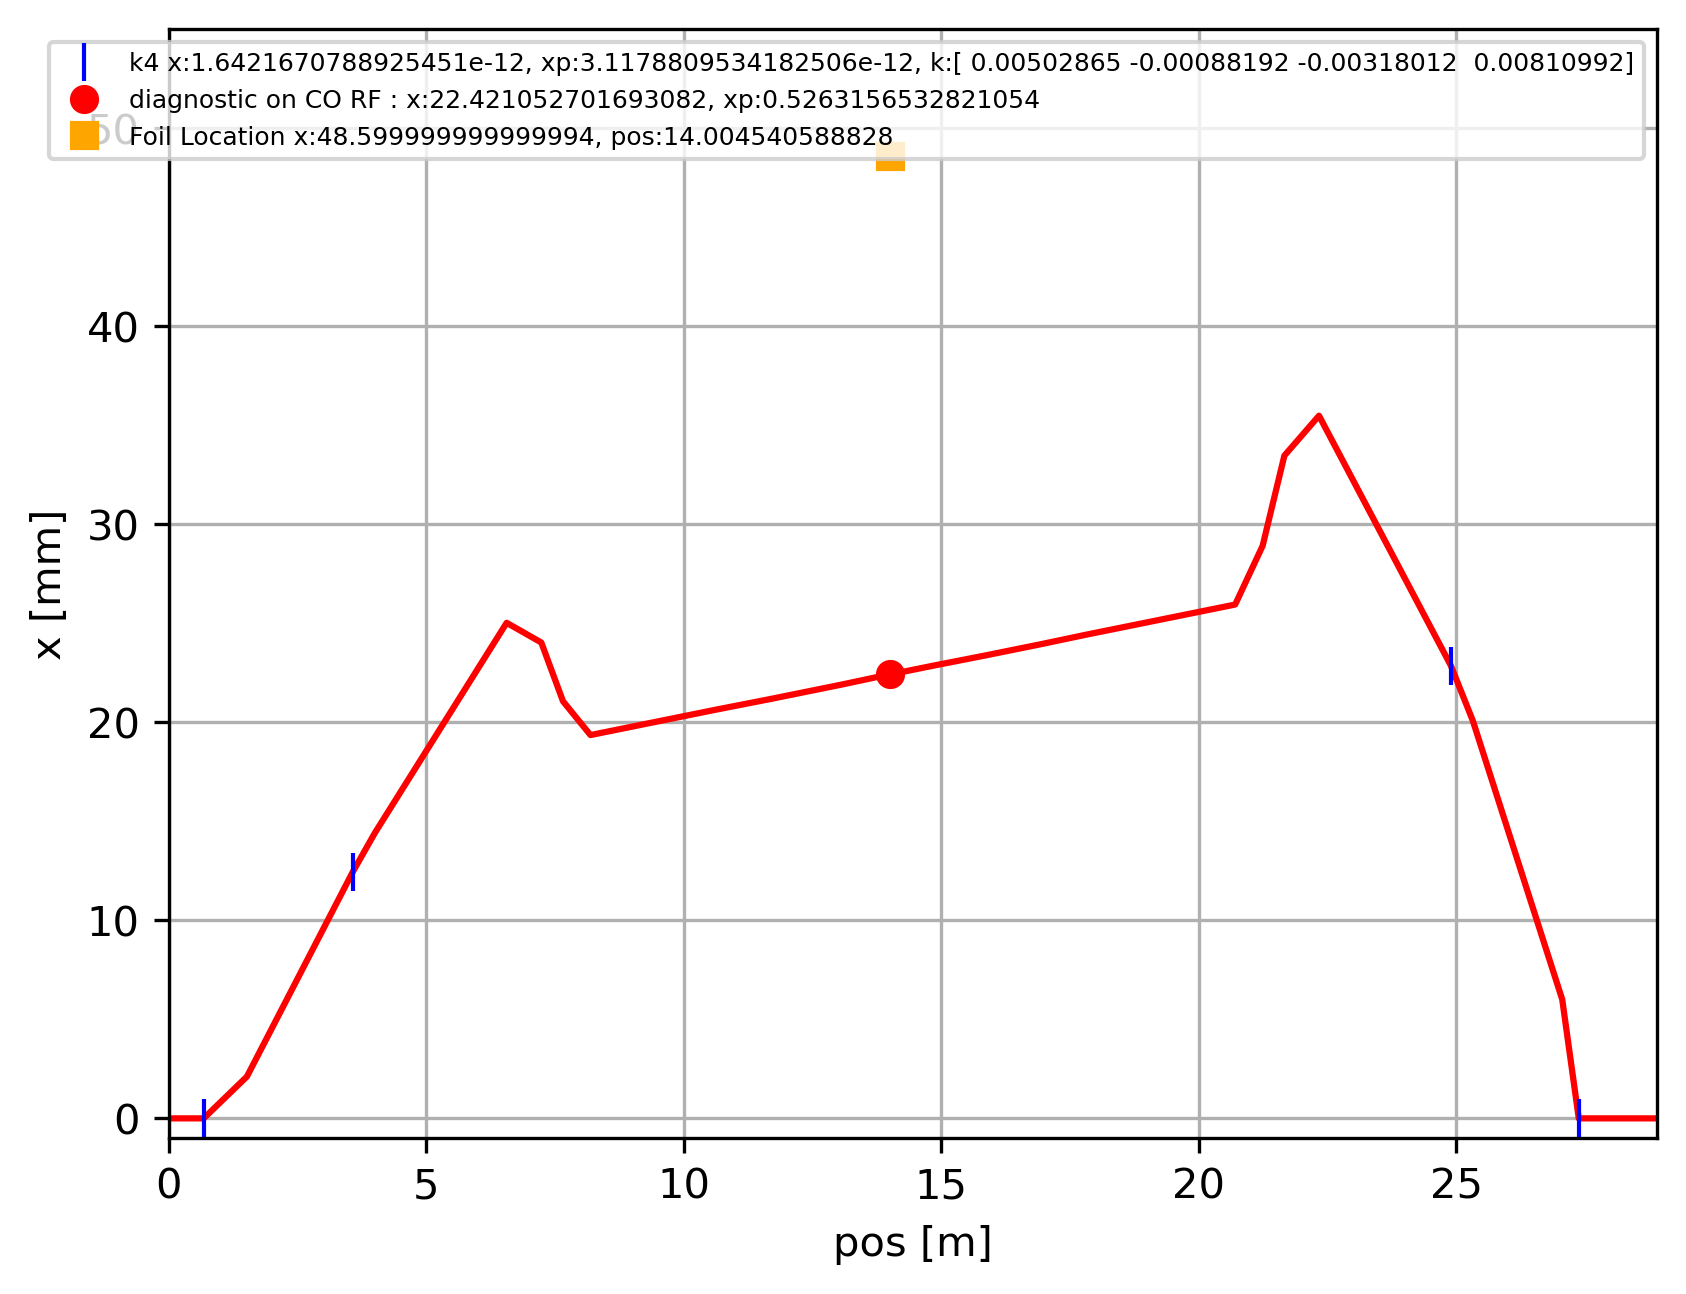 k4 x:1.6421670788925451e-12, xp:3.1178809534182506e-12, k:[ 0.00502865 -0.00088192 -0.00318012  0.00810992]
diagnostic on CO RF : x:22.421052701693082, xp:0.5263156532821054
Foil Location x:48.599999999999994, pos:14.004540588828
50
40
30
20
10
0
x [mm]
0 5 10 15 20 25
pos [m]